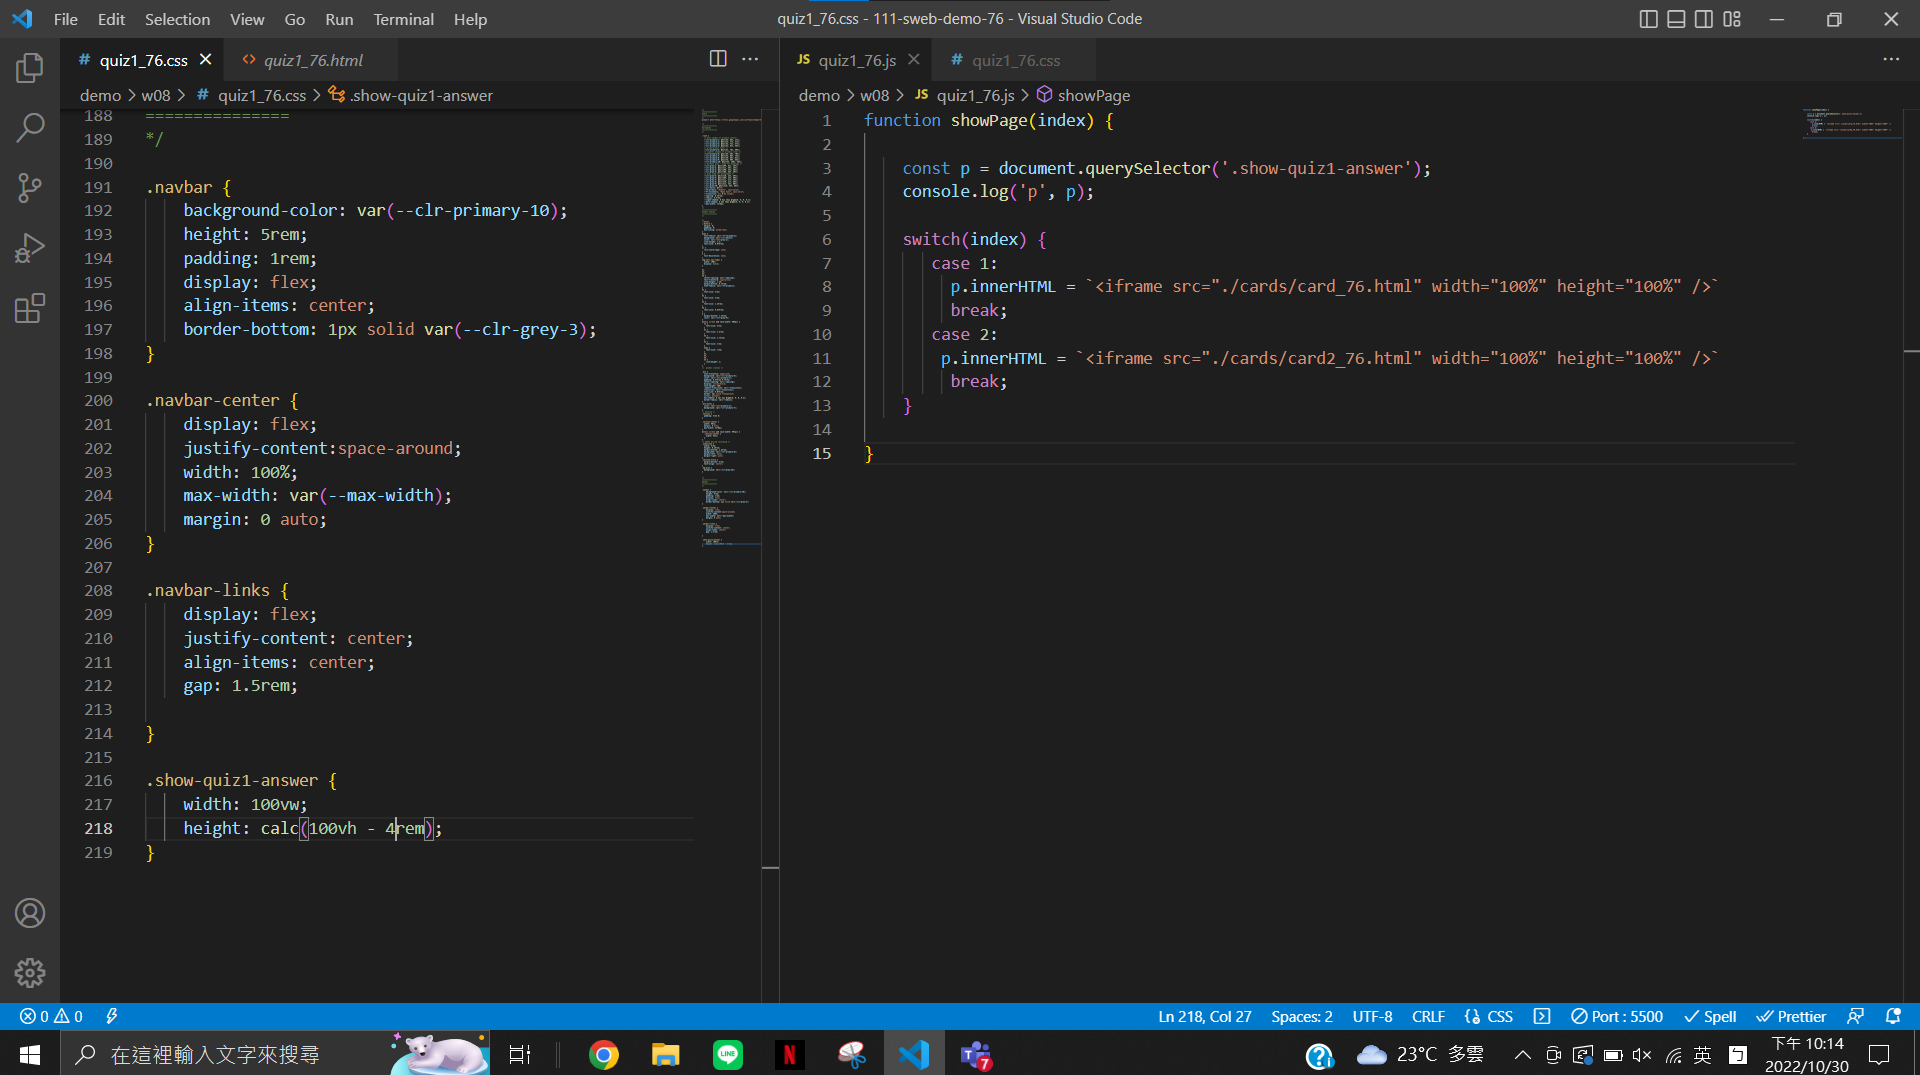 File Edit Selection View Go Run Terminal Help
quiz1_76.css - 111-sweb-demo-76 - Visual Studio Code
# quiz1_76.css
<> quiz1_76.html
demo > w08 > # quiz1_76.css > .show-quiz1-answer
188 ===============
189 */
190
191 .navbar {
192 background-color: var(--clr-primary-10);
193 height: 5rem;
194 padding: 1rem;
195 display: flex;
196 align-items: center;
197 border-bottom: 1px solid var(--clr-grey-3);
198 }
199
200 .navbar-center {
201 display: flex;
202 justify-content:space-around;
203 width: 100%;
204 max-width: var(--max-width);
205 margin: 0 auto;
206 }
207
208 .navbar-links {
209 display: flex;
210 justify-content: center;
211 align-items: center;
212 gap: 1.5rem;
213
214 }
215
216 .show-quiz1-answer {
217 width: 100vw;
218 height: calc(100vh - 4rem);
219 }
JS quiz1_76.js
# quiz1_76.css
demo > w08 > JS quiz1_76.js > showPage
1 function showPage(index) {
2
3 const p = document.querySelector('.show-quiz1-answer');
4 console.log('p', p);
5
6 switch(index) {
7 case 1:
8 p.innerHTML = `<iframe src="./cards/card_76.html" width="100%" height="100%" />`
9 break;
10 case 2:
11 p.innerHTML = `<iframe src="./cards/card2_76.html" width="100%" height="100%" />`
12 break;
13 }
14
15 }
0 0
Ln 218, Col 27 Spaces: 2 UTF-8 CRLF CSS Port : 5500 Spell Prettier
在這裡輸入文字來搜尋
LINE
N
7
23°C 多雲
英
下午 10:14
2022/10/30